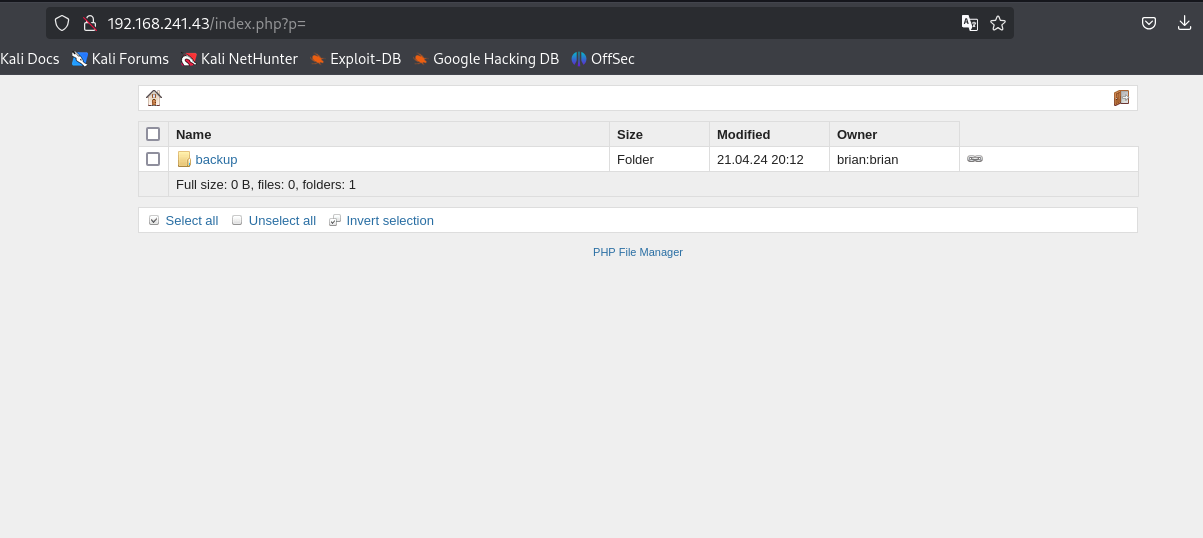 192.168.241.43/index.php?p=
Kali Docs Kali Forums Kali NetHunter Exploit-DB Google Hacking DB OffSec
Name Size Modified Owner
backup Folder 21.04.24 20:12 brian:brian
Full size: 0 B, files: 0, folders: 1
Select all Unselect all Invert selection
PHP File Manager